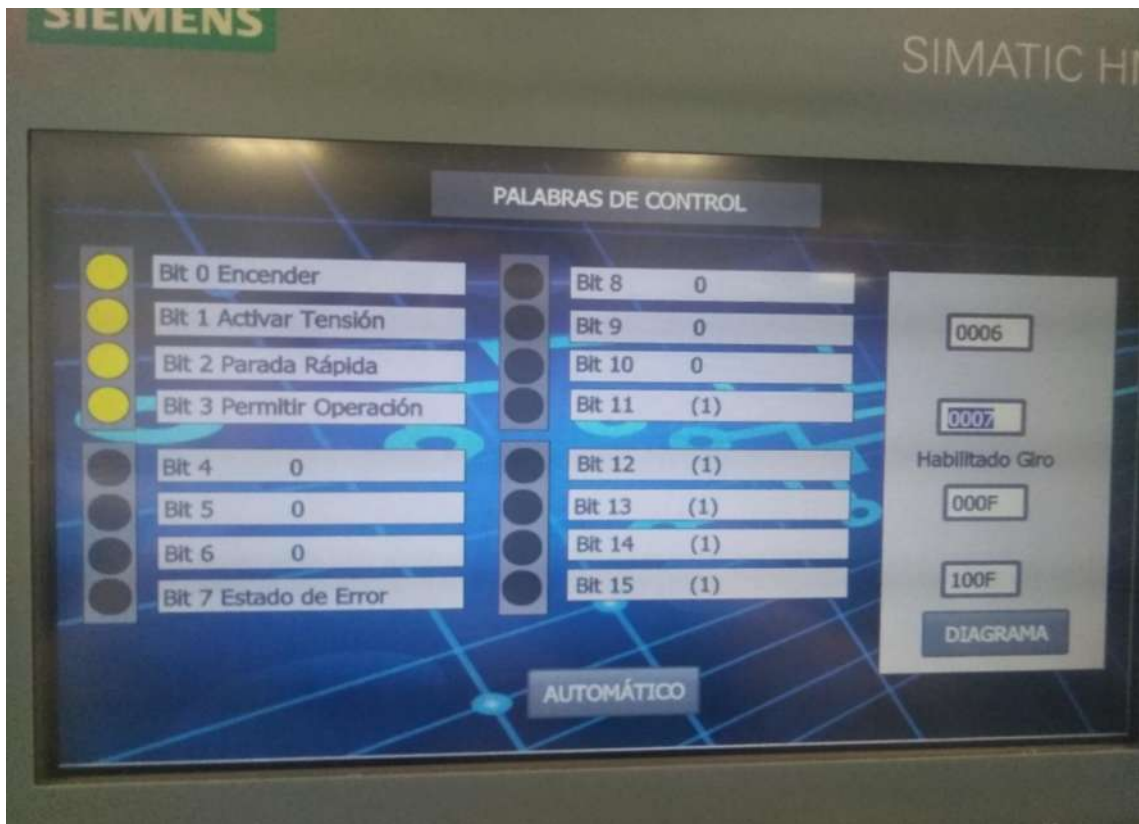 SIEMENS
SIMATIC
PALABRAS DE CONTROL
Bit 0 Encender
Bit 1 Activar Tensión
Bit 2 Parada Rápida
Bit 3 Permitir Operación
Bit 4 0
Bit 5 0
Bit 6 0
Bit 7 Estado de Error
Bit 8 0
Bit 9 0
Bit 10 0
Bit 11 (1)
Bit 12 (1)
Bit 13 (1)
Bit 14 (1)
Bit 15 (1)
0006
0007
Habilitado Giro
000F
100F
DIAGRAMA
AUTOMÁTICO